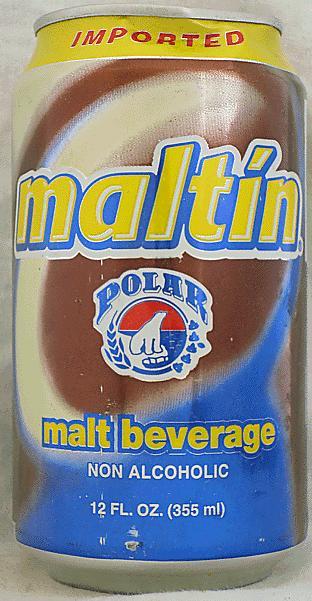 IMPORTED
maltín
POLAR
malt beverage
NON ALCOHOLIC
12 FL. OZ. (355 ml)